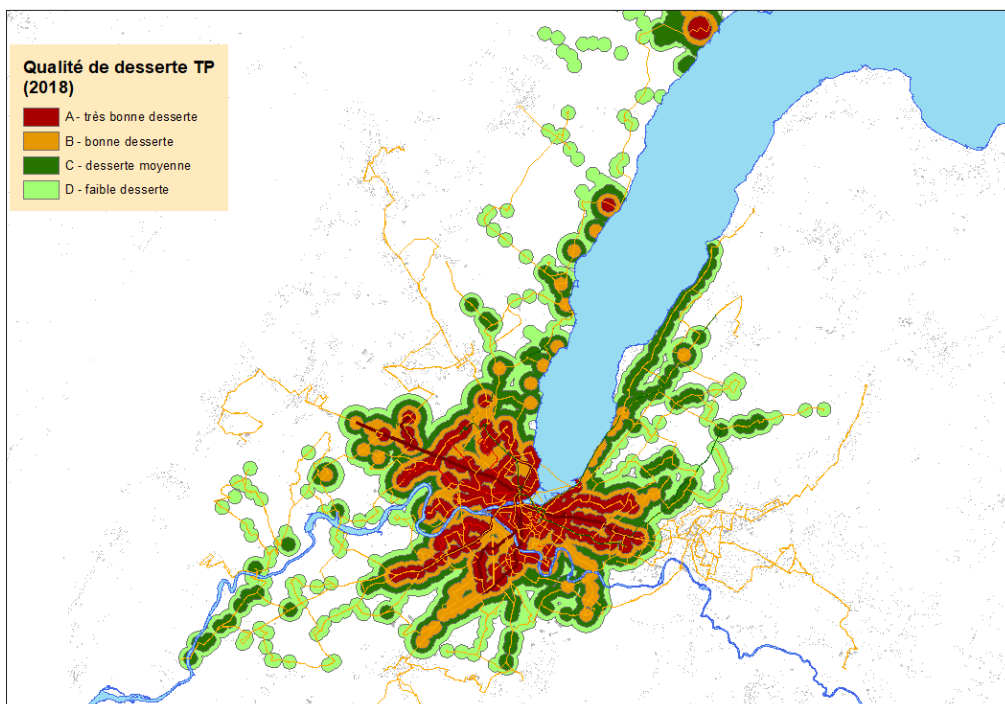 Qualité de desserte TP
(2018)
A - très bonne desserte
B - bonne desserte
C - desserte moyenne
D - faible desserte